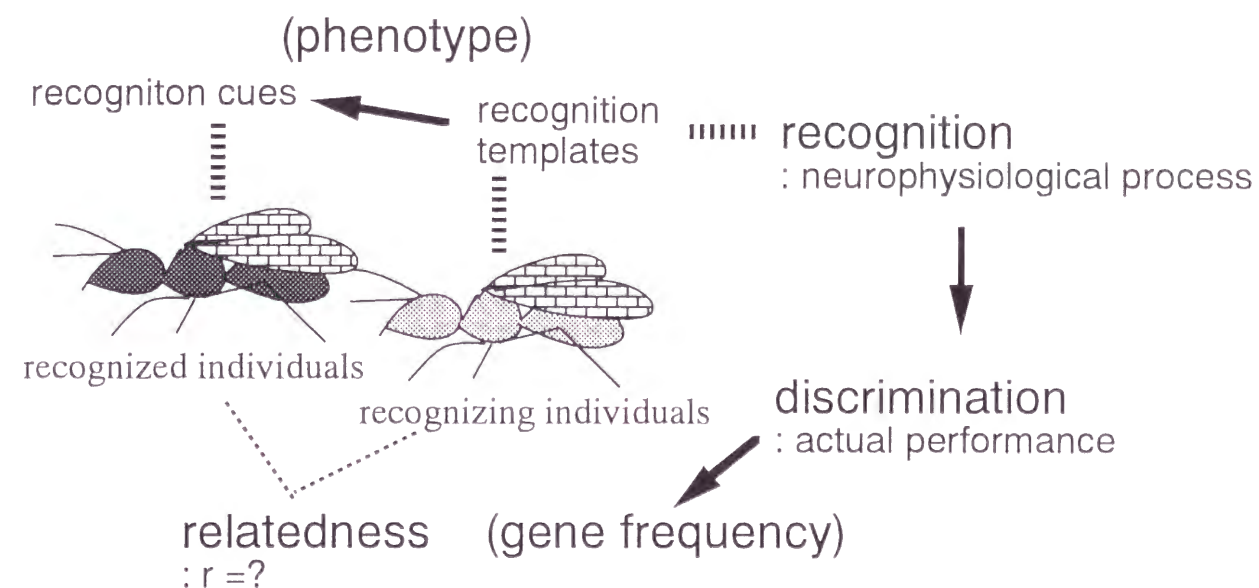 (phenotype)
recogniton cues
recognition
templates
recognition
: neurophysiological process
recognized individuals
recognizing individuals
discrimination
: actual performance
relatedness
: r =?
(gene frequency)